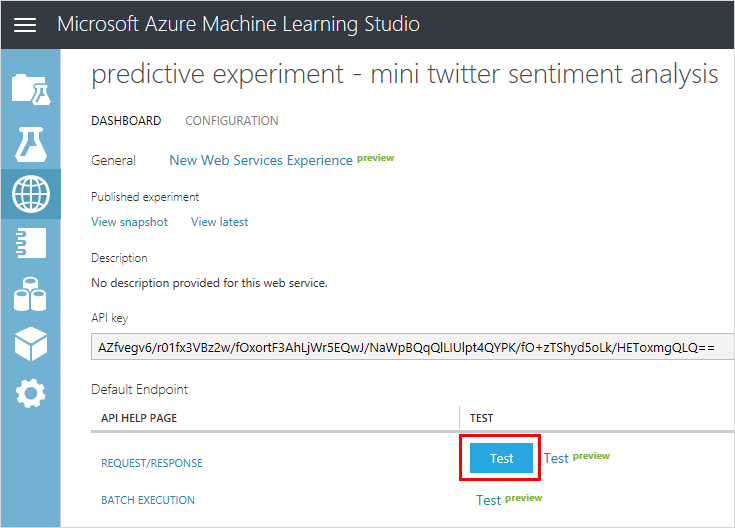 Microsoft Azure Machine Learning Studio
predictive experiment - mini twitter sentiment analysis
DASHBOARD CONFIGURATION
General New Web Services Experience preview
Published experiment
View snapshot View latest
Description
No description provided for this web service.
API key
AZfvegv6/r01fx3VBz2w/fOxortF3AhLjWr5EQwJ/NaWpBQqQlLIUlpt4QYPK/fO+zTShyd5oLk/HEToxmgQLQ==
Default Endpoint
API HELP PAGE TEST
REQUEST/RESPONSE Test Test preview
BATCH EXECUTION Test preview